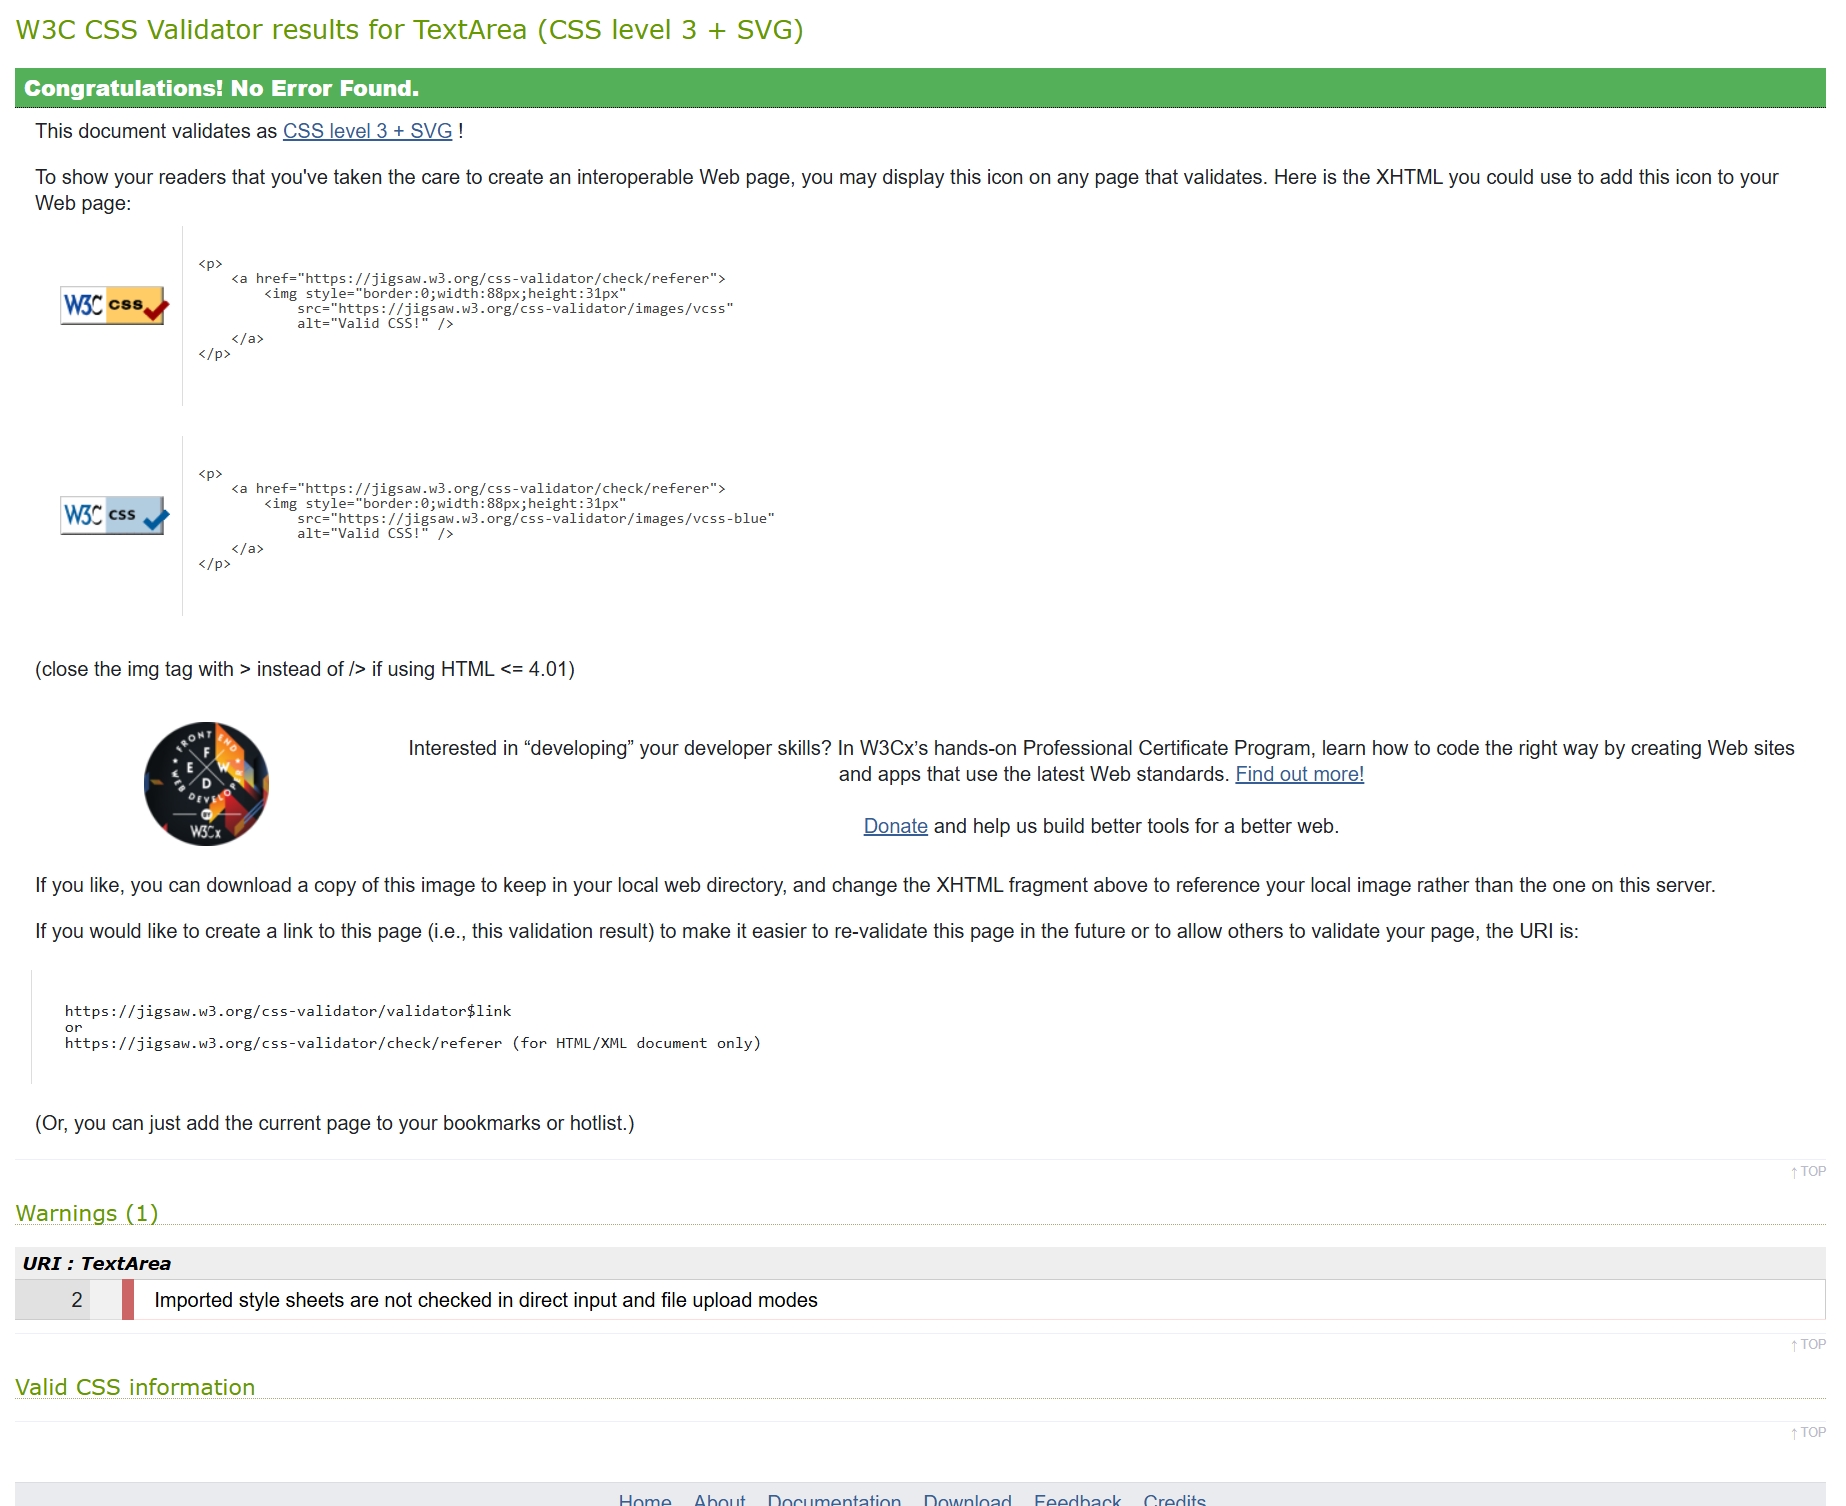 W3C CSS Validator results for TextArea (CSS level 3 + SVG)
Congratulations! No Error Found.
This document validates as CSS level 3 + SVG !
To show your readers that you've taken the care to create an interoperable Web page, you may display this icon on any page that validates. Here is the XHTML you could use to add this icon to your
Web page:
W3C css
<p>
    <a href="https://jigsaw.w3.org/css-validator/check/referer">
        <img style="border:0;width:88px;height:31px"
            src="https://jigsaw.w3.org/css-validator/images/vcss"
            alt="Valid CSS!" />
    </a>
</p>
W3C css
<p>
    <a href="https://jigsaw.w3.org/css-validator/check/referer">
        <img style="border:0;width:88px;height:31px"
            src="https://jigsaw.w3.org/css-validator/images/vcss-blue"
            alt="Valid CSS!" />
    </a>
</p>
(close the img tag with > instead of /> if using HTML <= 4.01)
FRONT END
F
E W
D
WEB DEVELOPER
BY
W3Cx
Interested in “developing” your developer skills? In W3Cx’s hands-on Professional Certificate Program, learn how to code the right way by creating Web sites
and apps that use the latest Web standards. Find out more!
Donate and help us build better tools for a better web.
If you like, you can download a copy of this image to keep in your local web directory, and change the XHTML fragment above to reference your local image rather than the one on this server.
If you would like to create a link to this page (i.e., this validation result) to make it easier to re-validate this page in the future or to allow others to validate your page, the URI is:
https://jigsaw.w3.org/css-validator/validator$link
or
https://jigsaw.w3.org/css-validator/check/referer (for HTML/XML document only)
(Or, you can just add the current page to your bookmarks or hotlist.)
↑ TOP
Warnings (1)
URI : TextArea
2 Imported style sheets are not checked in direct input and file upload modes
↑ TOP
Valid CSS information
↑ TOP
Home About Documentation Download Feedback Credits